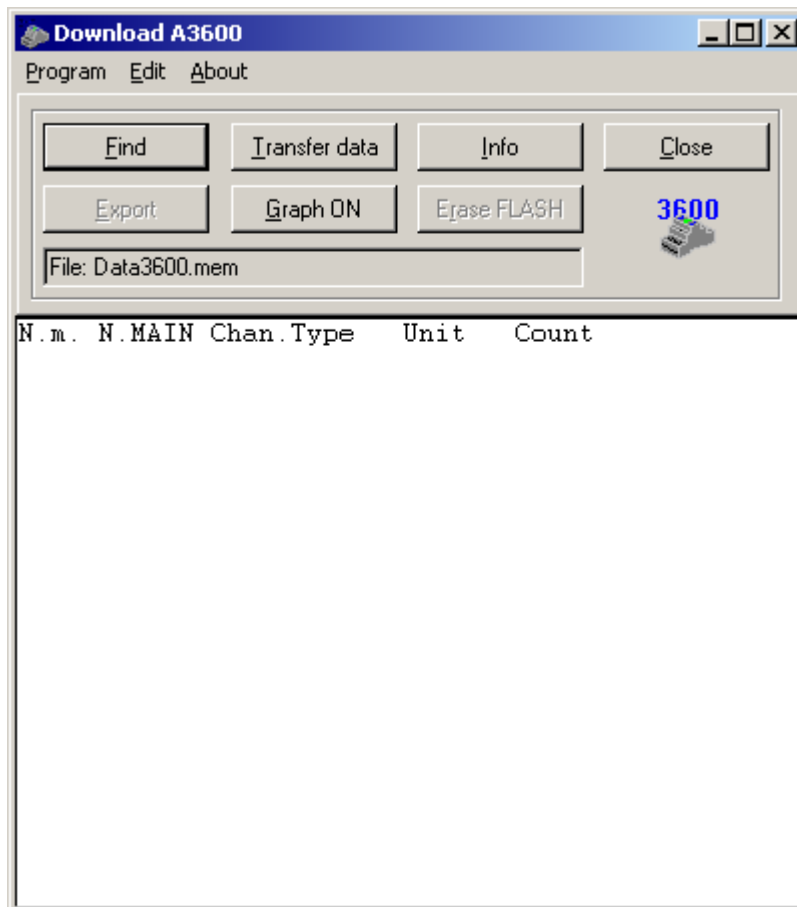 Download A3600
Program Edit About
Find Transfer data Info Close
Export Graph ON Erase FLASH 3600
File: Data3600.mem
N.m. N.MAIN Chan.Type Unit Count